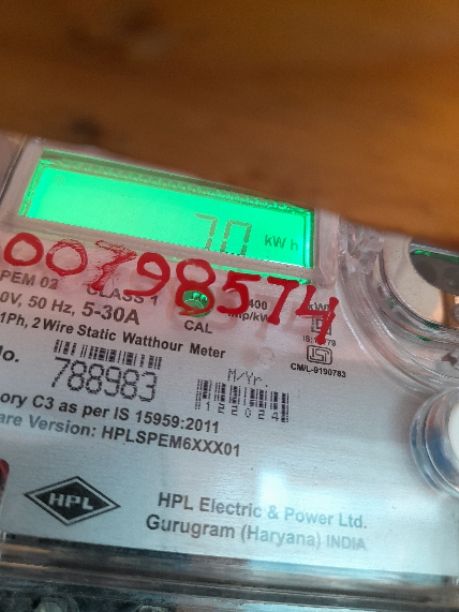 70 kWh
00798574
PEM 02 CLASS 1
0V, 50 Hz, 5-30A
CAL
1Ph, 2 Wire Static Watthour Meter
CM/L-9190783
No.
788983
M/Yr.
122024
ory C3 as per IS 15959:2011
are Version: HPLSPEM6XXX01
HPL
HPL Electric & Power Ltd.
Gurugram (Haryana) INDIA